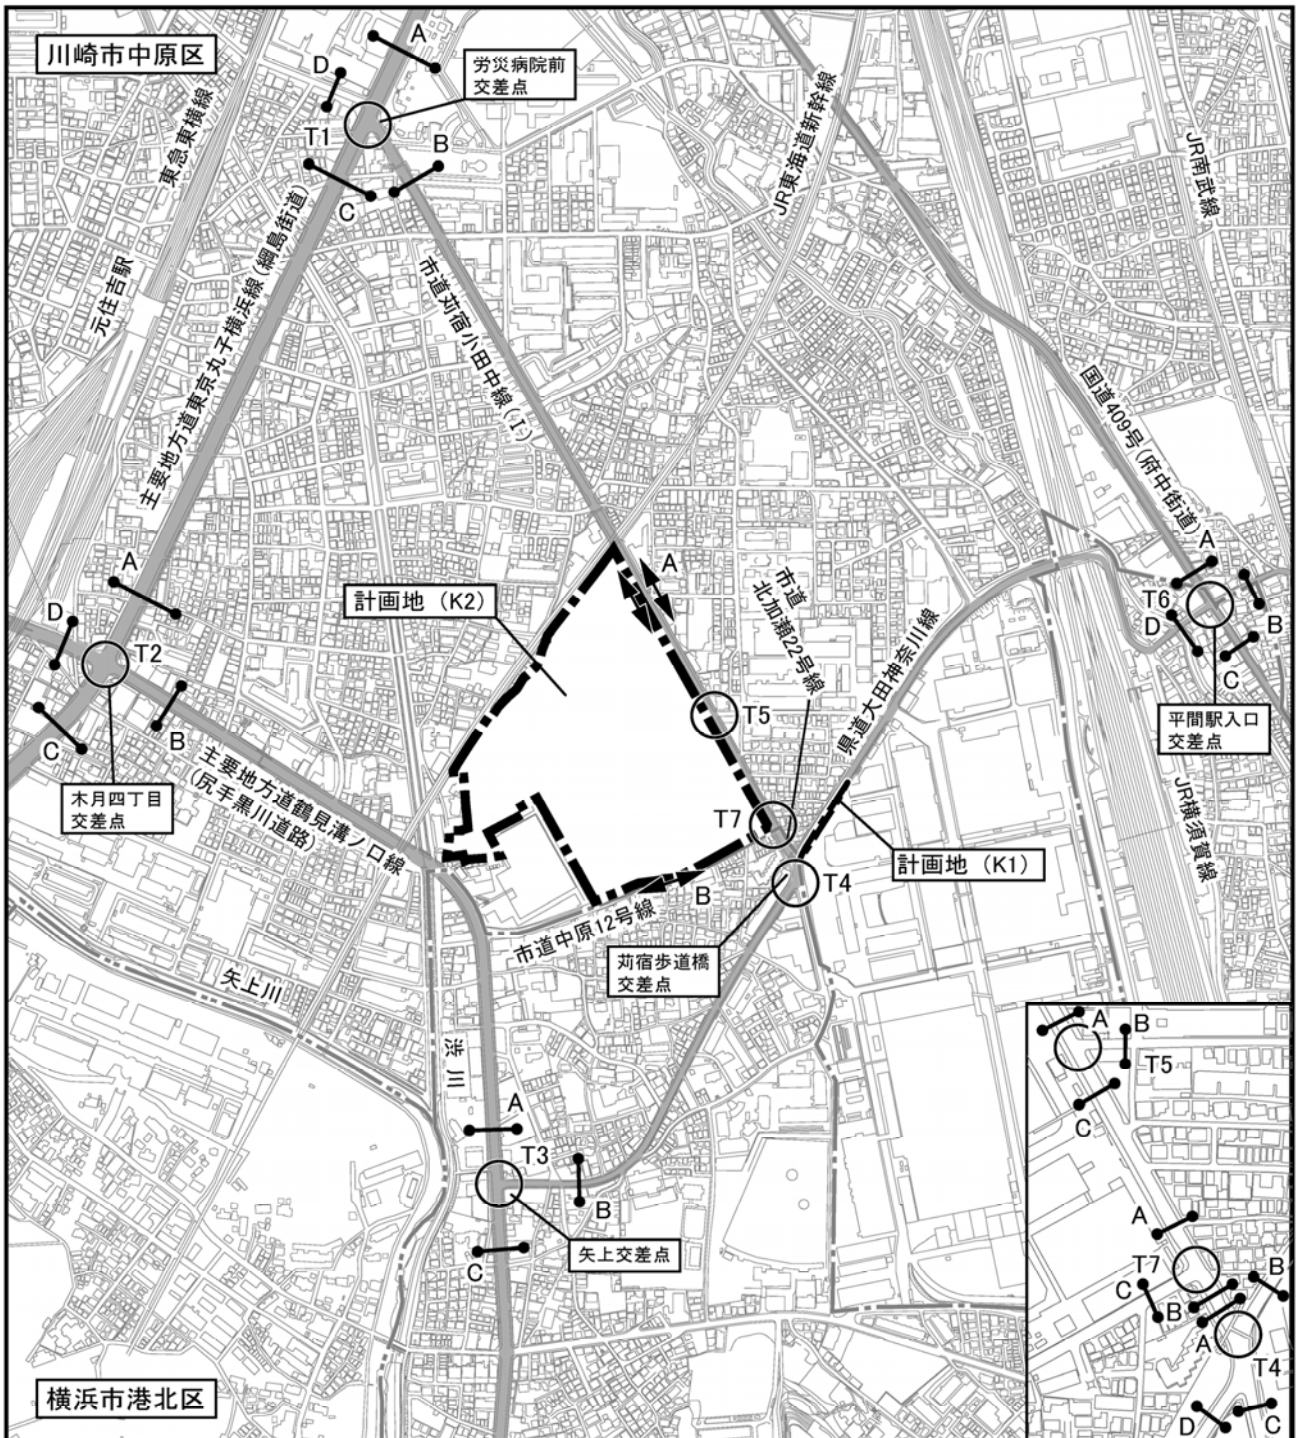 川崎市中原区
A
労災病院前
交差点
D
T1
B
C
東急東横線
元住吉駅
主要地方道東京丸子横浜線(綱島街道)
市道苅宿小田中線(Ⅰ)
JR東海道新幹線
JR南武線
国道409号(府中街道)
A
T6
D
B
C
平間駅入口
交差点
JR横須賀線
A
D
T2
B
C
木月四丁目
交差点
主要地方道鶴見溝ノ口線
(尻手黒川道路)
計画地(K2)
A
市道
北加瀬22号線
県道大田神奈川線
T5
T7
T4
計画地(K1)
B
市道中原12号線
苅宿歩道橋
交差点
矢上川
渋川
A
T3
B
C
矢上交差点
横浜市港北区
A
B
T5
C
A
T7
C
B
B
A
T4
D
C